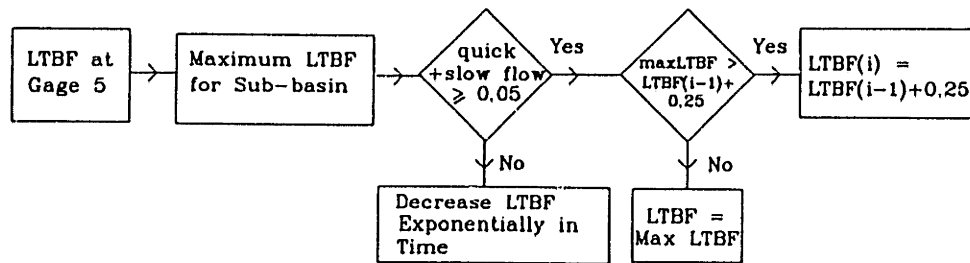 LTBF at
Gage 5
Maximum LTBF
for Sub-basin
quick
+slow flow
⩾ 0,05
Yes
No
Decrease LTBF
Exponentially in
Time
maxLTBF >
LTBF(i-1)+
0,25
Yes
No
LTBF =
Max LTBF
LTBF(i) =
LTBF(i-1)+0,25